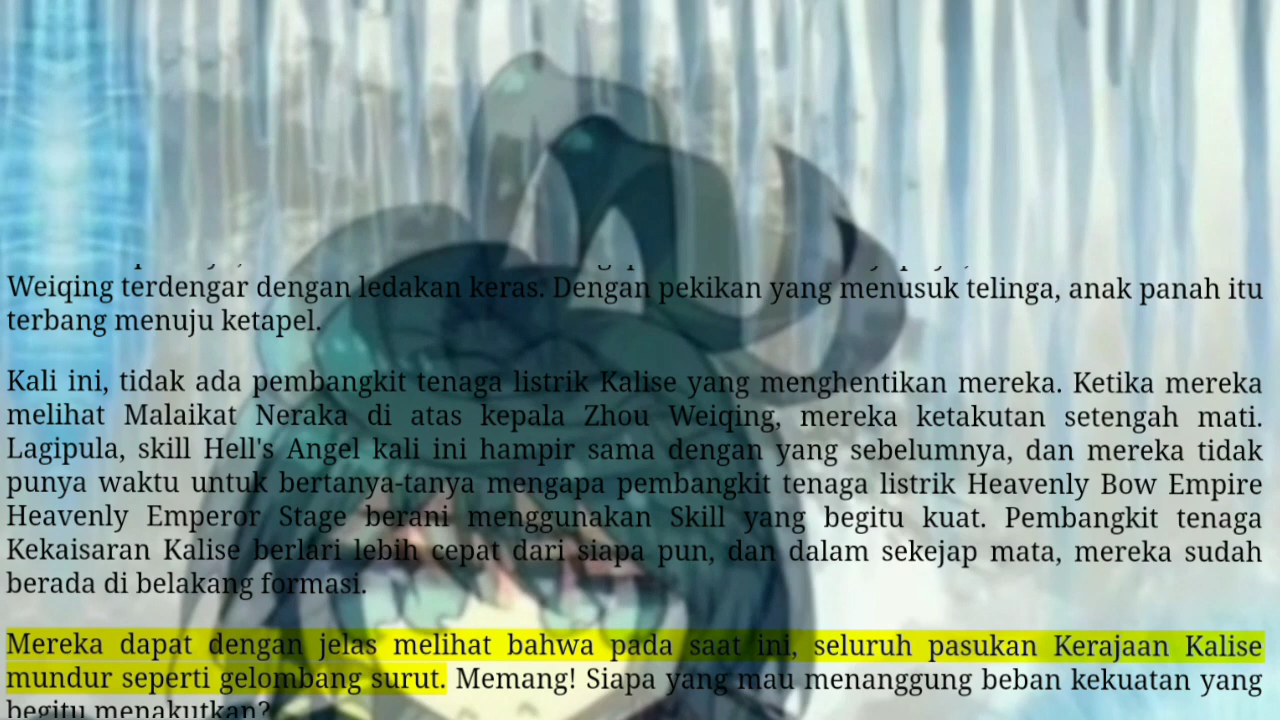 Weiqing terdengar dengan ledakan keras. Dengan pekikan yang menusuk telinga, anak panah itu
terbang menuju ketapel.
Kali ini, tidak ada pembangkit tenaga listrik Kalise yang menghentikan mereka. Ketika mereka
melihat Malaikat Neraka di atas kepala Zhou Weiqing, mereka ketakutan setengah mati.
Lagipula, skill Hell's Angel kali ini hampir sama dengan yang sebelumnya, dan mereka tidak
punya waktu untuk bertanya-tanya mengapa pembangkit tenaga listrik Heavenly Bow Empire
Heavenly Emperor Stage berani menggunakan Skill yang begitu kuat. Pembangkit tenaga
Kekaisaran Kalise berlari lebih cepat dari siapa pun, dan dalam sekejap mata, mereka sudah
berada di belakang formasi.
Mereka dapat dengan jelas melihat bahwa pada saat ini, seluruh pasukan Kerajaan Kalise
mundur seperti gelombang surut. Memang! Siapa yang mau menanggung beban kekuatan yang
begitu menakutkan?